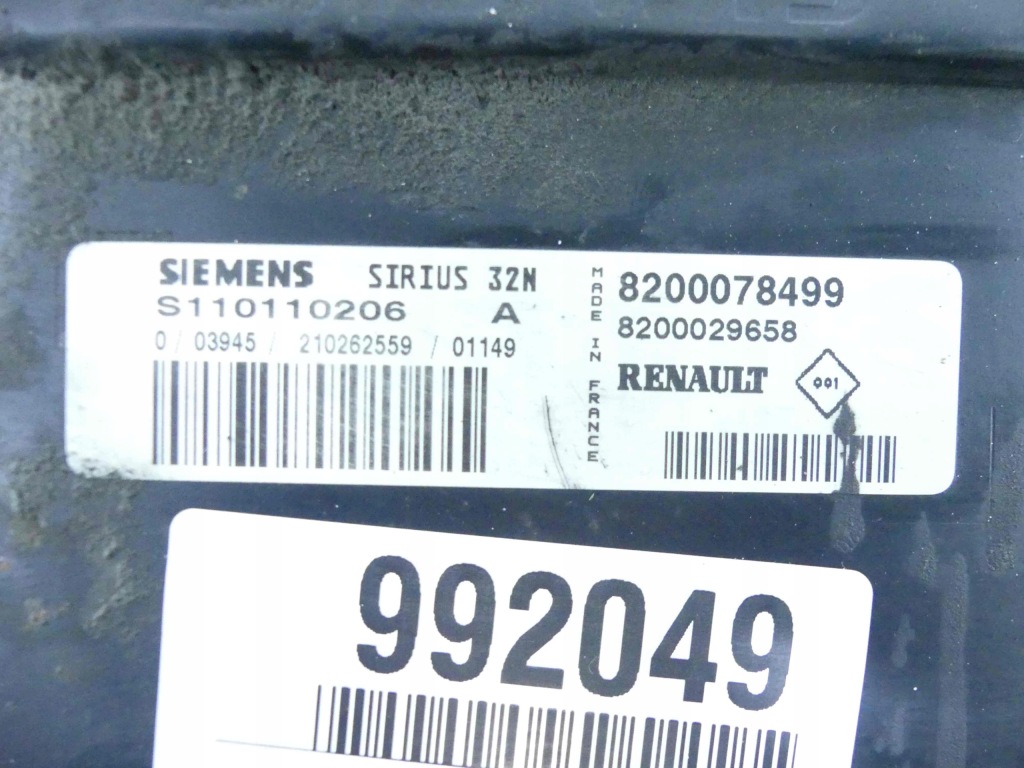 SIEMENS SIRIUS 32N
S110110206 A
0 / 03945 / 210262559 / 01149
MADE IN FRANCE
8200078499
8200029658
RENAULT 001
992049